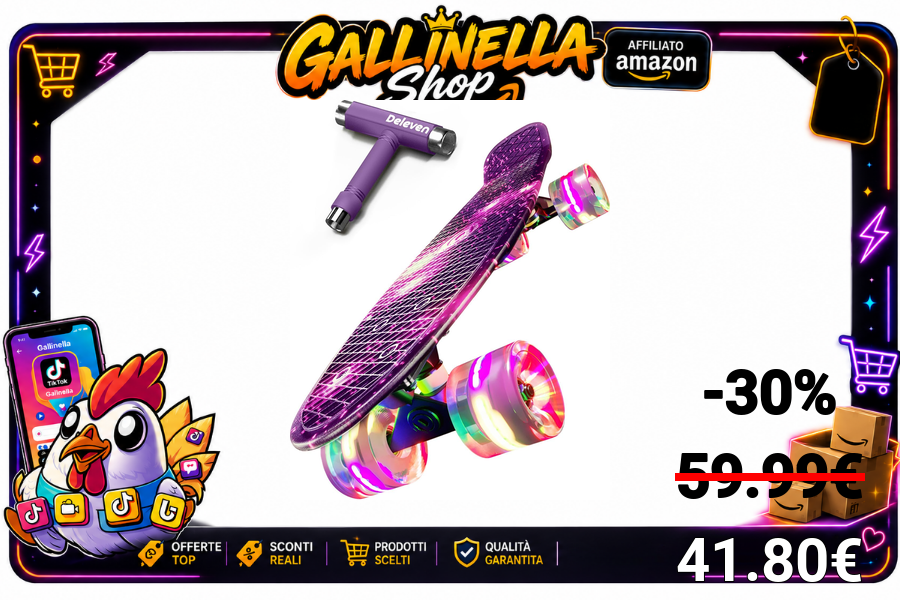 GALLINELLA
Shop
AFFILIATO
amazon
Deleven
Gallinella
TikTok
Gallinella
-30%
59.99€
41.80€
OFFERTE
TOP
SCONTI
REALI
PRODOTTI
SCELTI
QUALITÀ
GARANTITA